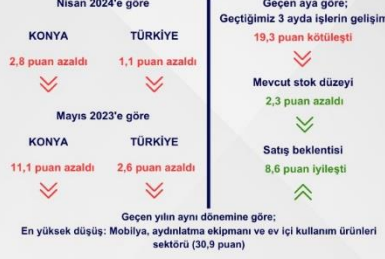 Nisan 2024'e göre
KONYA TÜRKİYE
2,8 puan azaldı 1,1 puan azaldı
Mayıs 2023'e göre
KONYA TÜRKİYE
11,1 puan azaldı 2,6 puan azaldı
Geçen aya göre;
Geçtiğimiz 3 ayda işlerin gelişim
19,3 puan kötüleşti
Mevcut stok düzeyi
2,3 puan azaldı
Satış beklentisi
8,6 puan iyileşti
Geçen yılın aynı dönemine göre;
En yüksek düşüş: Mobilya, aydınlatma ekipmanı ve ev içi kullanım ürünleri
sektörü (30,9 puan)